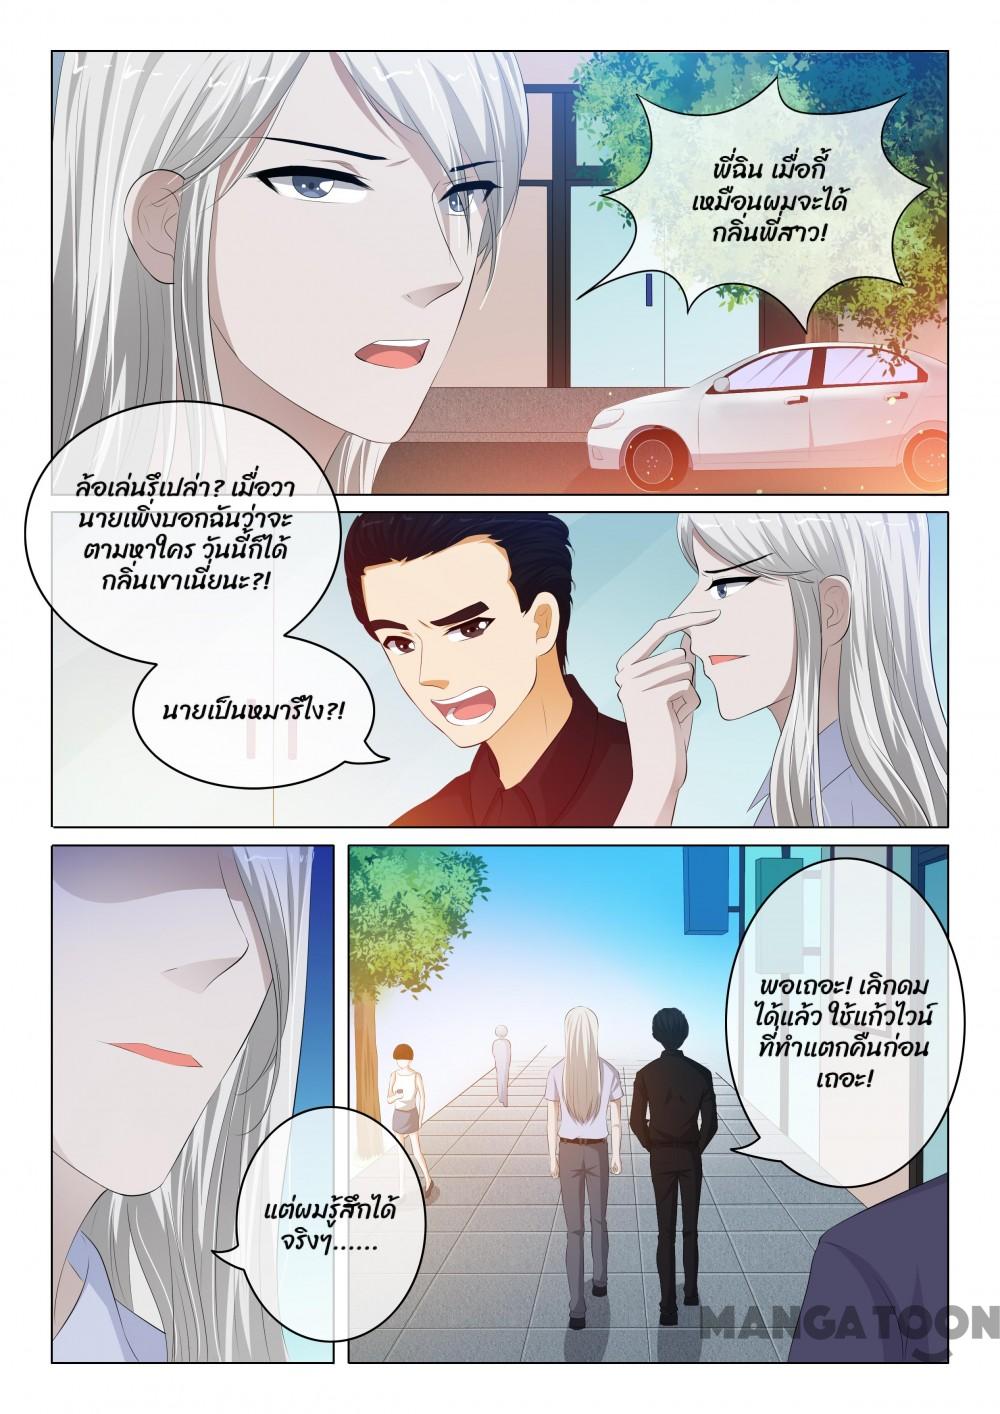 พี่ฉิน เมื่อกี้
เหมือนผมจะได้
กลิ่นพี่สาว!
ล้อเล่นรึเปล่า? เมื่อวา
นายเพิ่งบอกฉันว่าจะ
ตามหาใคร วันนี้ก็ได้
กลิ่นเขาเนี่ยนะ?!
นายเป็นหมารึไง?!
พอเถอะ! เลิกดม
ได้แล้ว ใช้แก้วไวน์
ที่ทำแตกคืนก่อน
เถอะ!
แต่ผมรู้สึกได้
จริงๆ......
MANGATOON